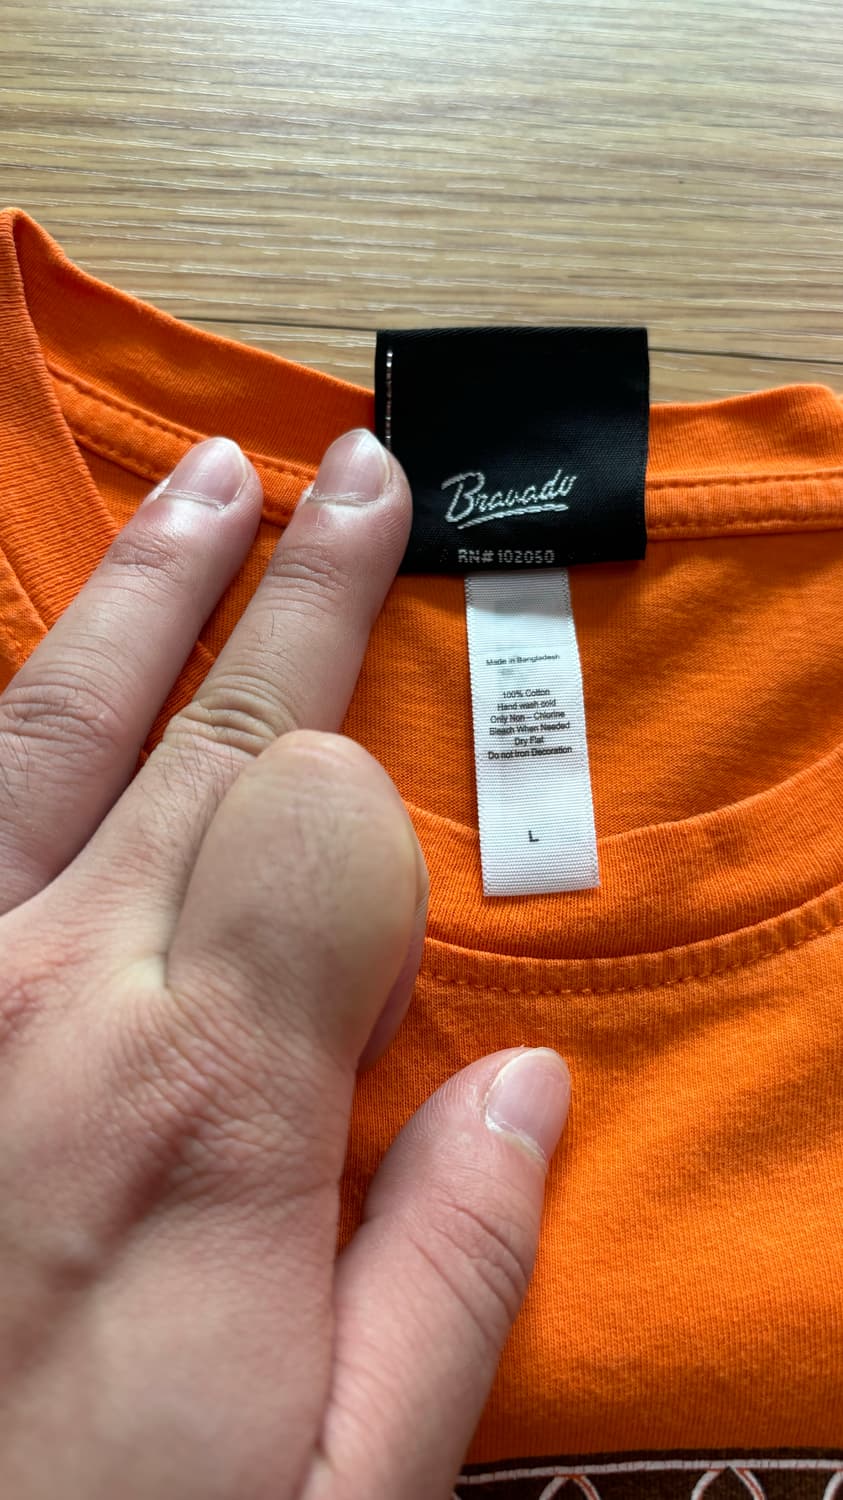 Bravado
RN# 102050
Made in Bangladesh
100% Cotton
Hand wash cold
Only Non - Chlorine
Bleach When Needed
Dry Flat
Do not Iron Decoration
L